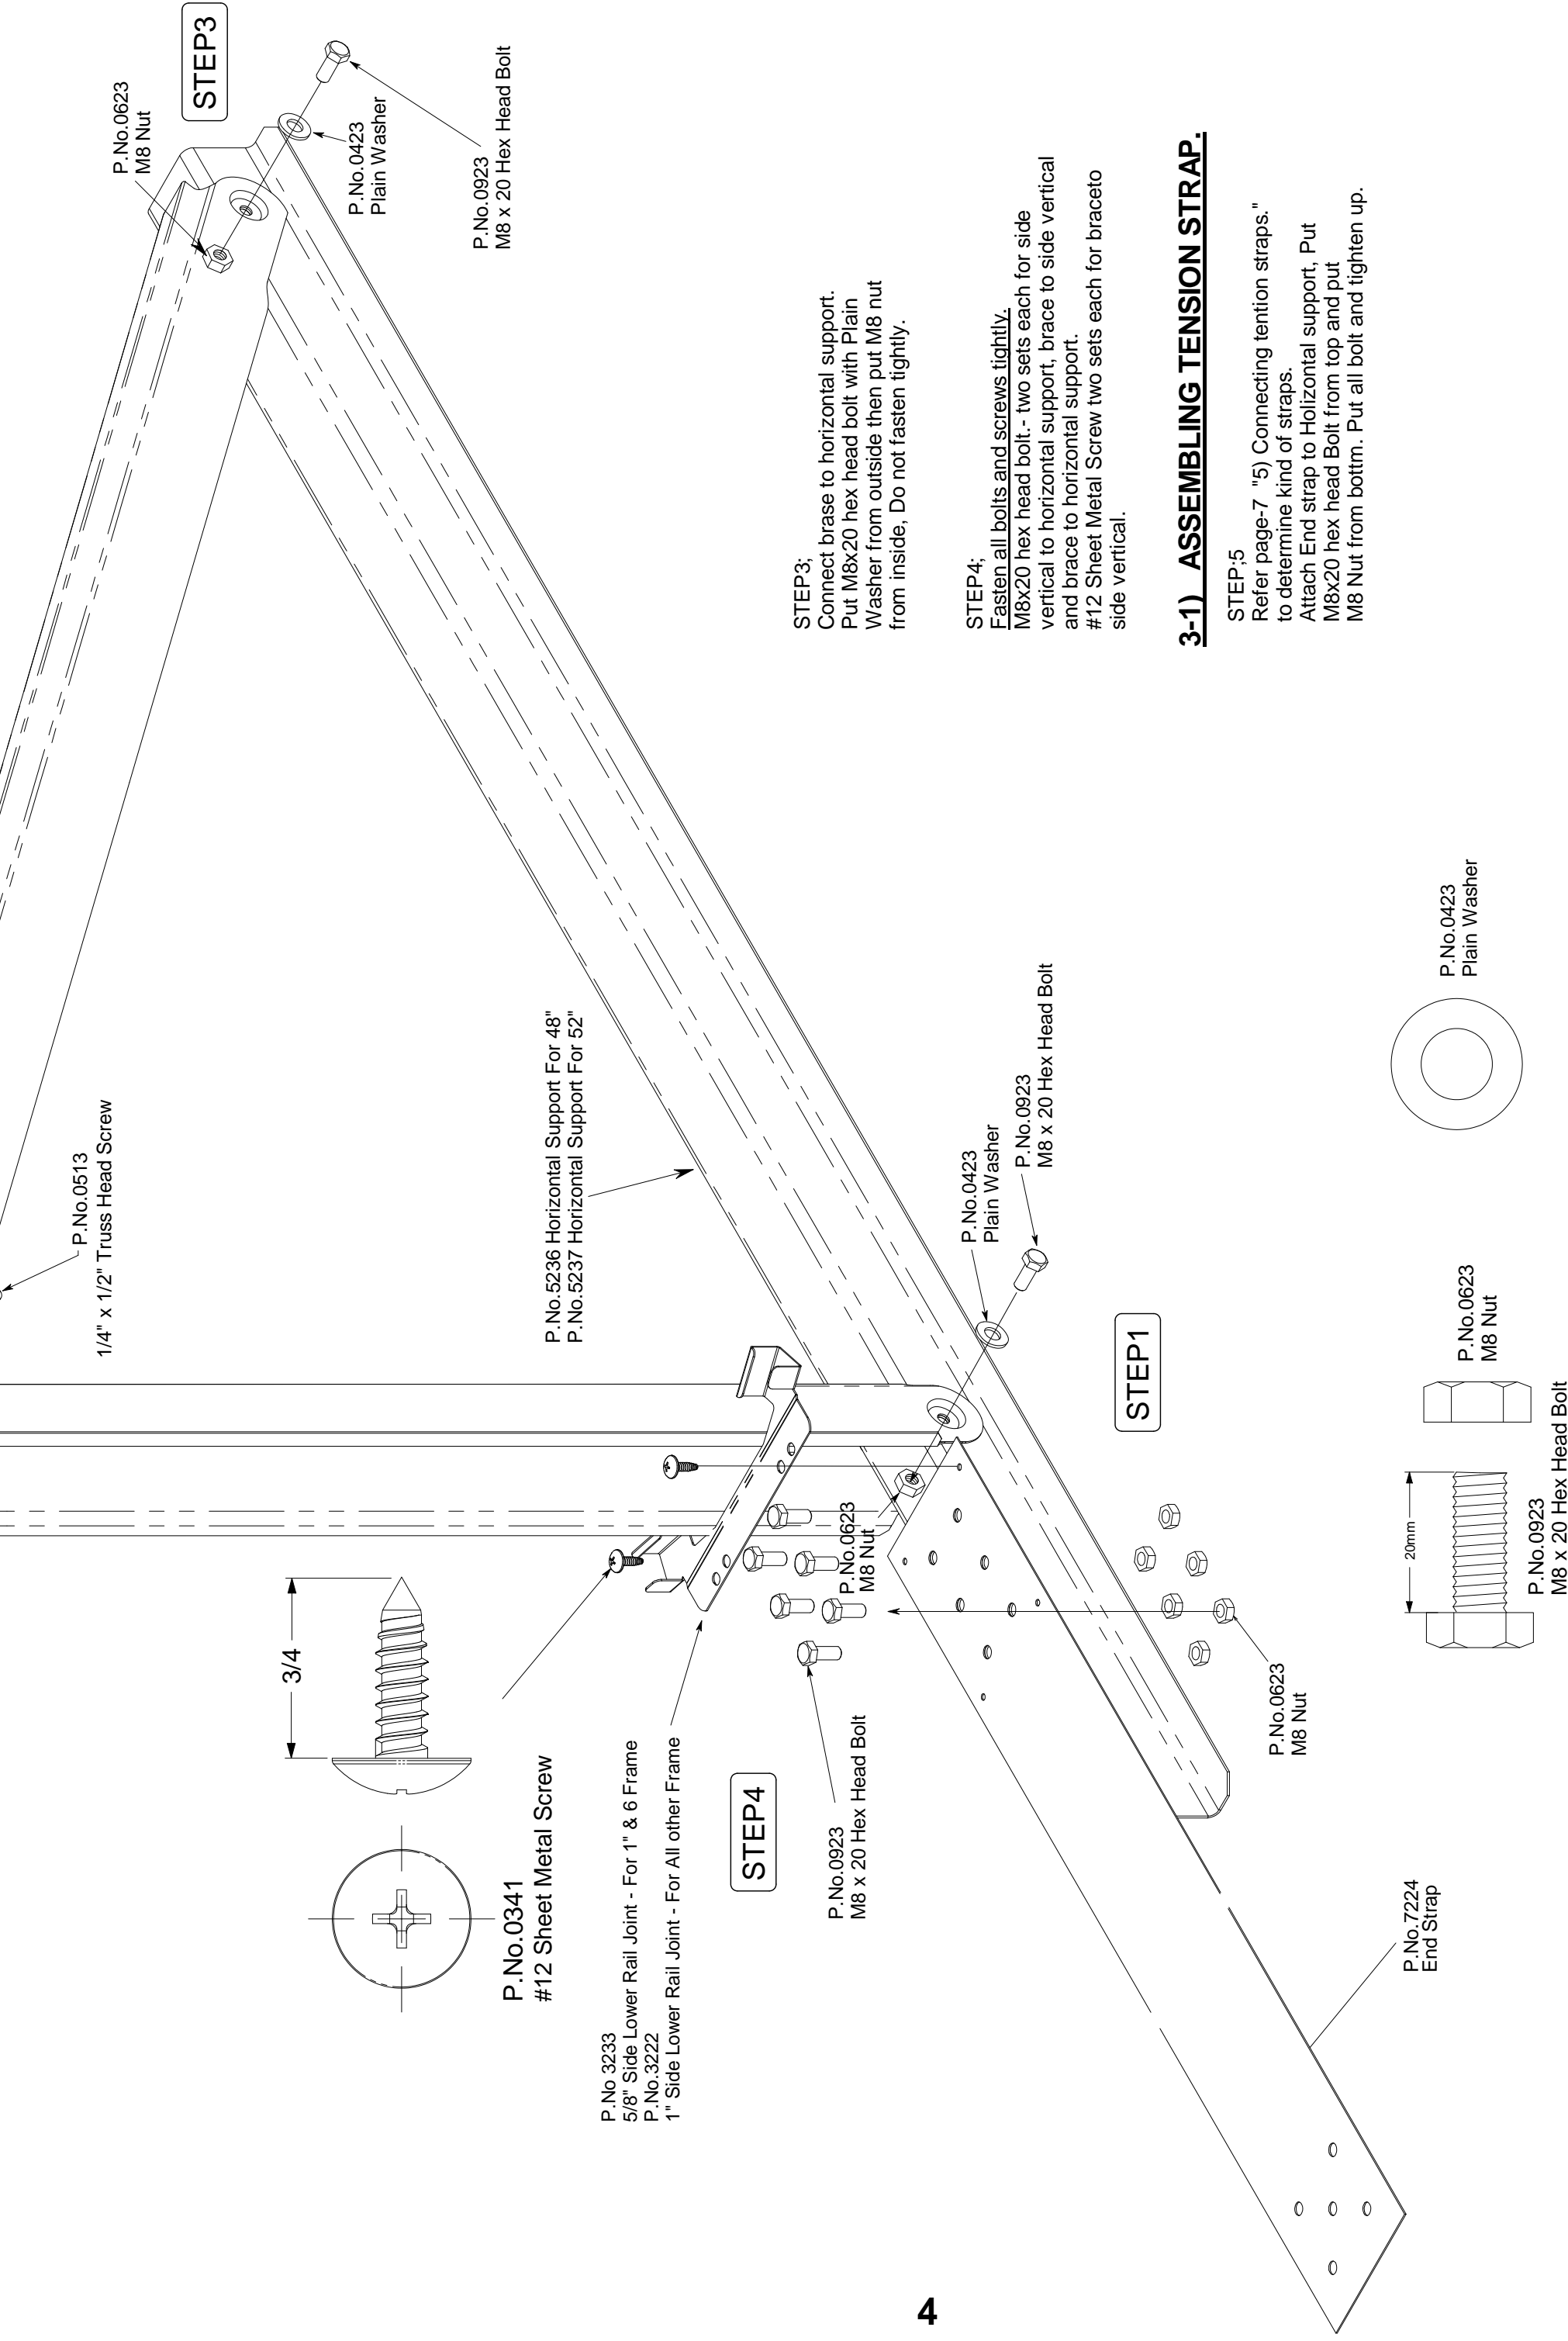 STEP3
P.No.0623
M8 Nut
P.No.0423
Plain Washer
P.No.0923
M8 x 20 Hex Head Bolt
P.No.0513
1/4" x 1/2" Truss Head Screw
P.No.5236 Horizontal Support For 48"
P.No.5237 Horizontal Support For 52"
3/4
P.No.0341
#12 Sheet Metal Screw
P.No 3233
5/8" Side Lower Rail Joint - For 1" & 6 Frame
P.No.3222
1" Side Lower Rail Joint - For All other Frame
STEP4
P.No.0923
M8 x 20 Hex Head Bolt
P.No.0623
M8 Nut
P.No.0423
Plain Washer
P.No.0923
M8 x 20 Hex Head Bolt
STEP1
P.No.0623
M8 Nut
P.No.7224
End Strap
STEP3;
Connect brase to horizontal support.
Put M8x20 hex head bolt with Plain
Washer from outside then put M8 nut
from inside, Do not fasten tightly.
STEP4;
Fasten all bolts and screws tightly.
M8x20 hex head bolt.- two sets each for side
vertical to horizontal support, brace to side vertical
and brace to horizontal support.
#12 Sheet Metal Screw two sets each for braceto
side vertical.
3-1) ASSEMBLING TENSION STRAP.
STEP;5
Refer page-7 "5) Connecting tention straps."
to determine kind of straps.
Attach End strap to Holizontal support, Put
M8x20 hex head Bolt from top and put
M8 Nut from bottm. Put all bolt and tighten up.
20mm
P.No.0923
M8 x 20 Hex Head Bolt
P.No.0623
M8 Nut
P.No.0423
Plain Washer
4